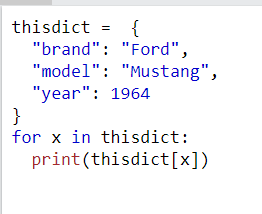 thisdict =  {
  "brand": "Ford",
  "model": "Mustang",
  "year": 1964
}
for x in thisdict:
  print(thisdict[x])